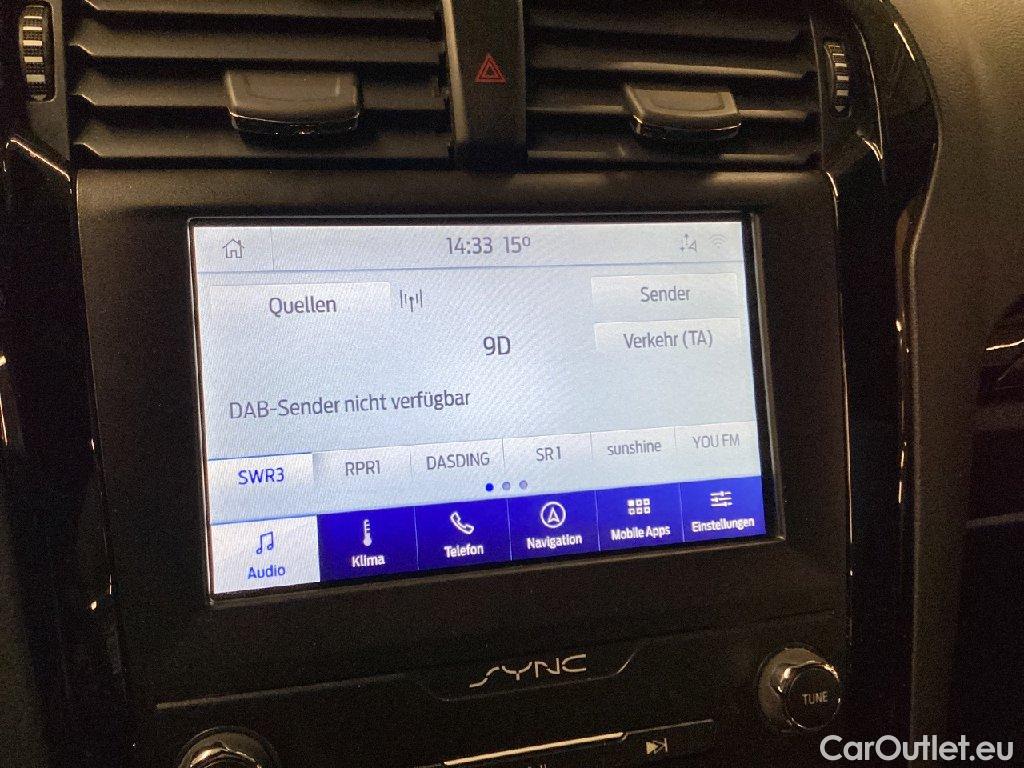 14:33 15°
Quellen
Sender
9D
Verkehr (TA)
DAB-Sender nicht verfügbar
SWR3 RPR1 DASDING SR1 sunshine YOU FM
Audio Klima Telefon Navigation Mobile Apps Einstellungen
SYNC
TUNE
CarOutlet.eu